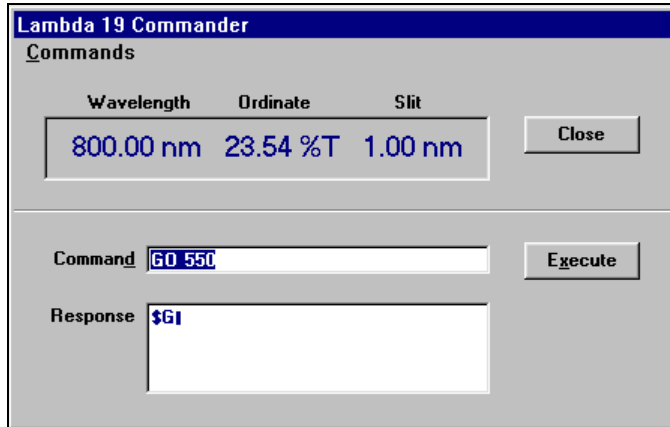 Lambda 19 Commander
Commands
Wavelength Ordinate Slit
800.00 nm 23.54 %T 1.00 nm
Close
Command GO 550
Execute
Response $G